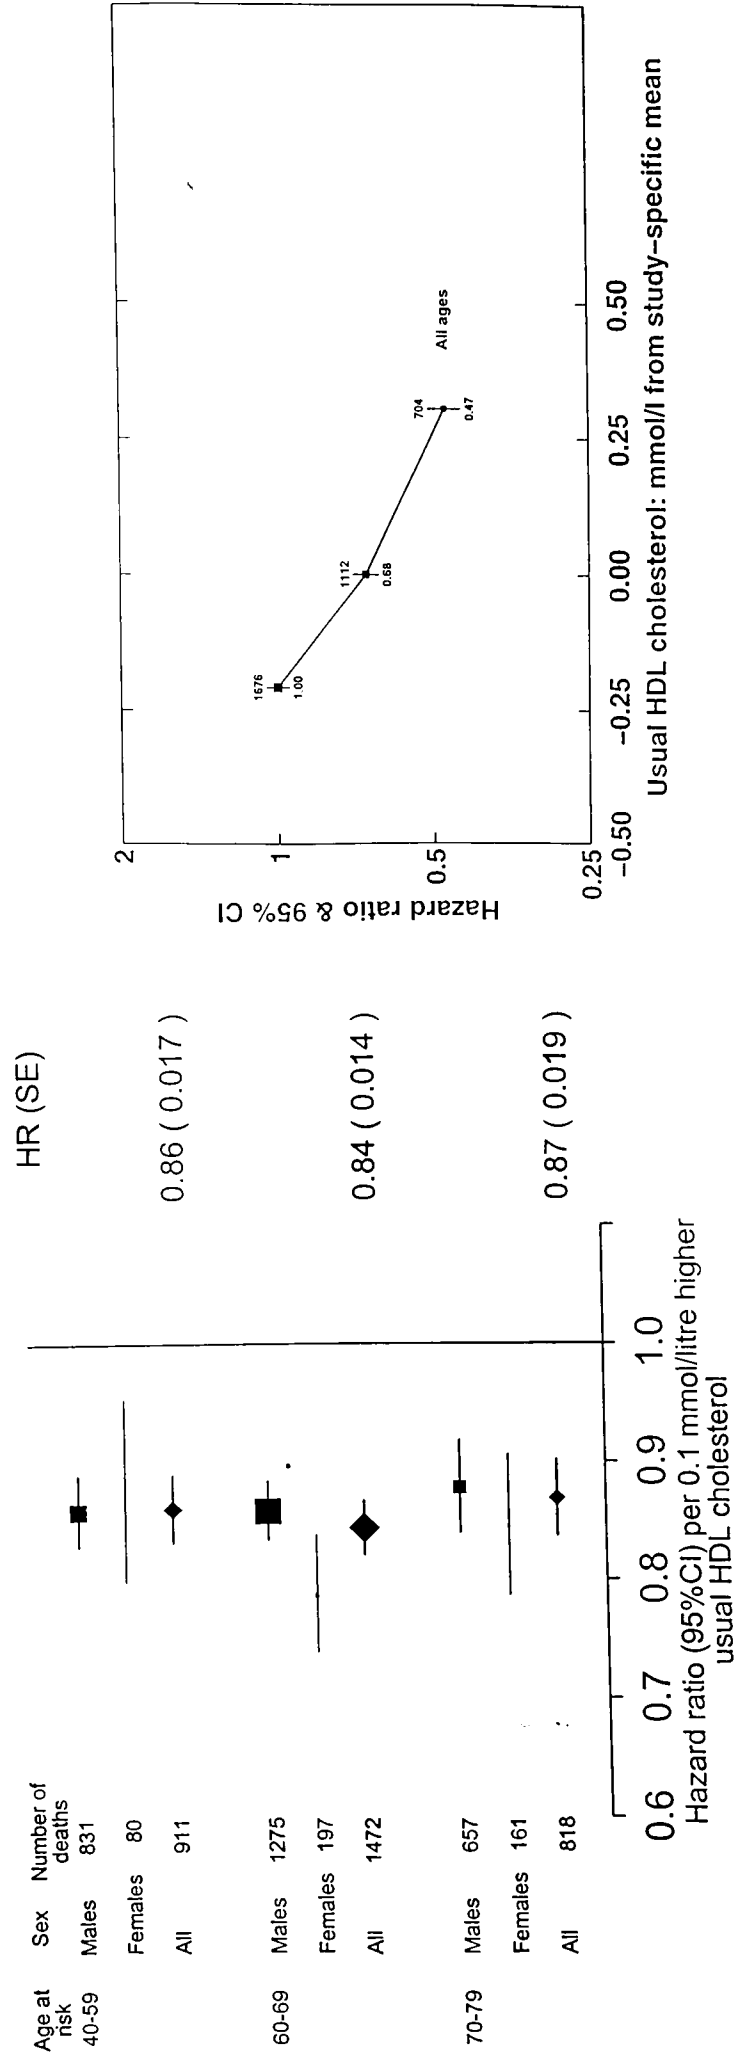 Age at risk Sex Number of deaths HR (SE)
40-59 Males 831
Females 80
All 911 0.86 ( 0.017 )
60-69 Males 1275
Females 197
All 1472 0.84 ( 0.014 )
70-79 Males 657
Females 161
All 818 0.87 ( 0.019 )
0.6 0.7 0.8 0.9 1.0
Hazard ratio (95%CI) per 0.1 mmol/litre higher
usual HDL cholesterol
Hazard ratio & 95% CI
2
1
0.5
0.25
1676
1.00
1112
0.68
704
0.47
All ages
−0.50 −0.25 0.00 0.25 0.50
Usual HDL cholesterol: mmol/l from study−specific mean